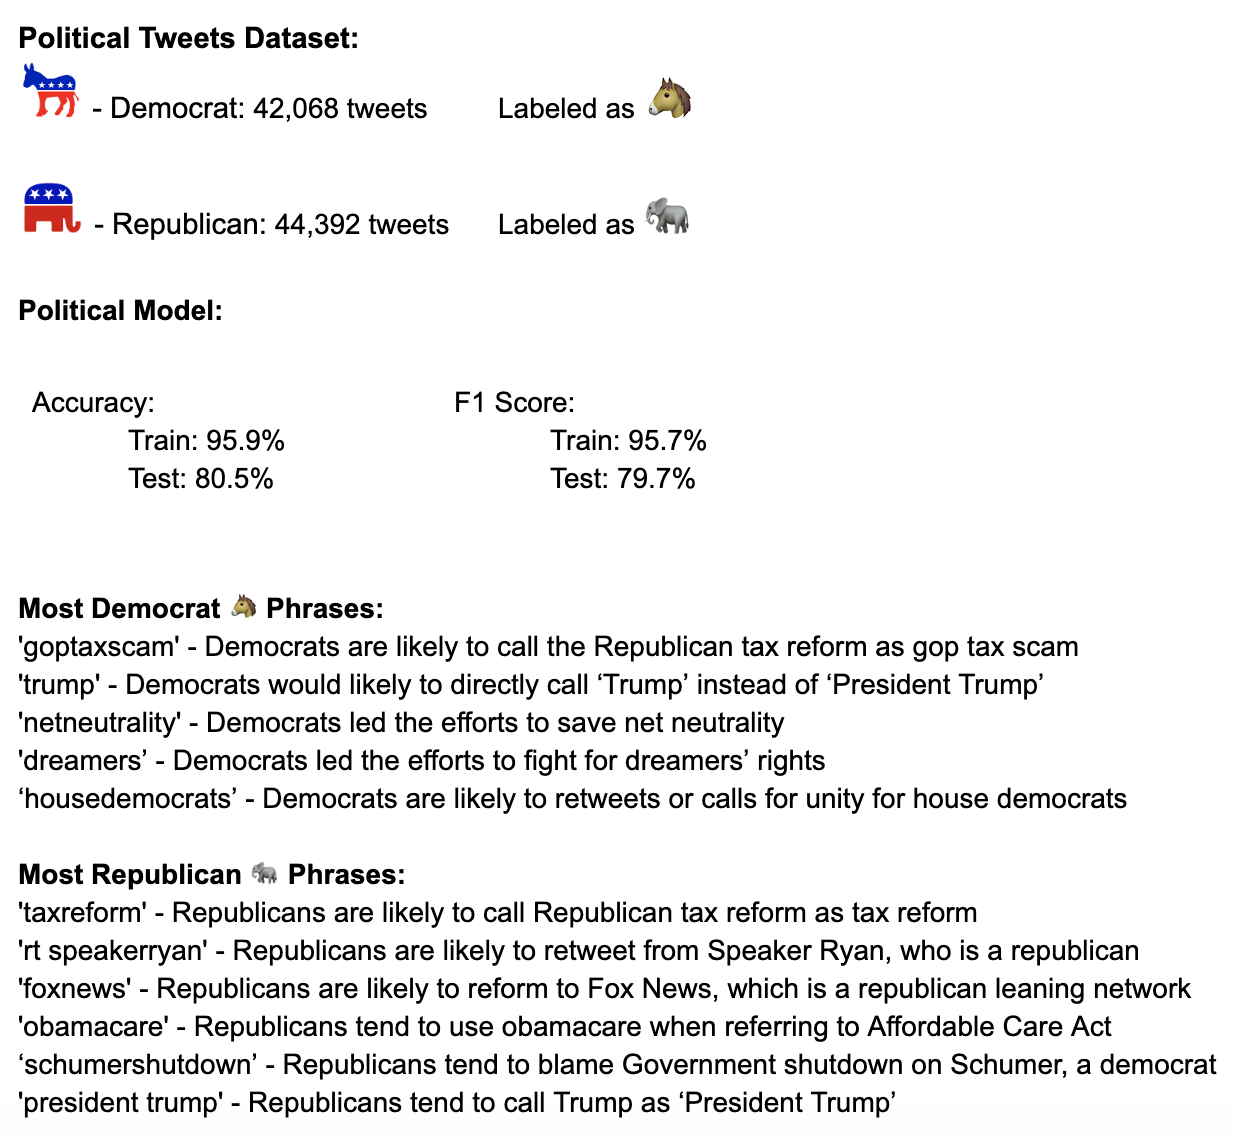 Political Tweets Dataset:
- Democrat: 42,068 tweets Labeled as
- Republican: 44,392 tweets Labeled as
Political Model:
Accuracy: F1 Score:
Train: 95.9% Train: 95.7%
Test: 80.5% Test: 79.7%
Most Democrat Phrases:
'goptaxscam' - Democrats are likely to call the Republican tax reform as gop tax scam
'trump' - Democrats would likely to directly call ‘Trump’ instead of ‘President Trump’
'netneutrality' - Democrats led the efforts to save net neutrality
'dreamers’ - Democrats led the efforts to fight for dreamers’ rights
‘housedemocrats’ - Democrats are likely to retweets or calls for unity for house democrats
Most Republican Phrases:
'taxreform' - Republicans are likely to call Republican tax reform as tax reform
'rt speakerryan' - Republicans are likely to retweet from Speaker Ryan, who is a republican
'foxnews' - Republicans are likely to reform to Fox News, which is a republican leaning network
'obamacare' - Republicans tend to use obamacare when referring to Affordable Care Act
‘schumershutdown’ - Republicans tend to blame Government shutdown on Schumer, a democrat
'president trump' - Republicans tend to call Trump as ‘President Trump’